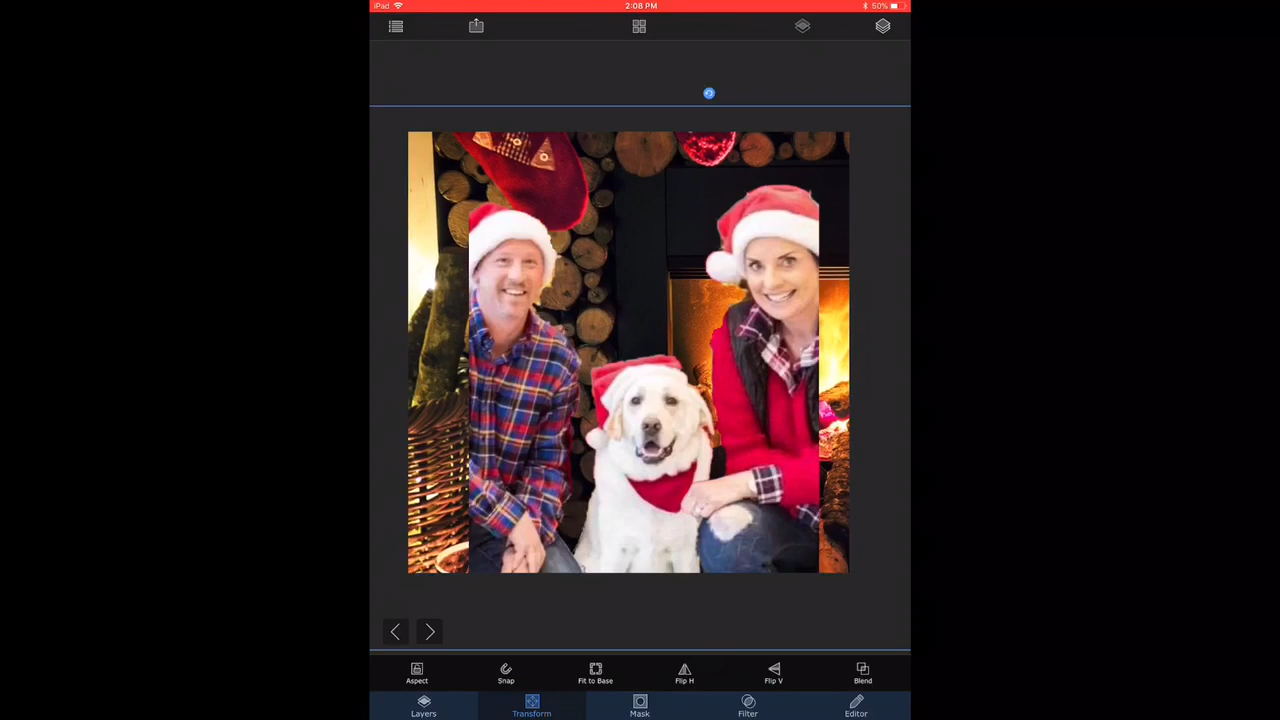 iPad 2:08 PM 50%
Aspect Snap Fit to Base Flip H Flip V Blend
Layers Transform Mask Filter Editor